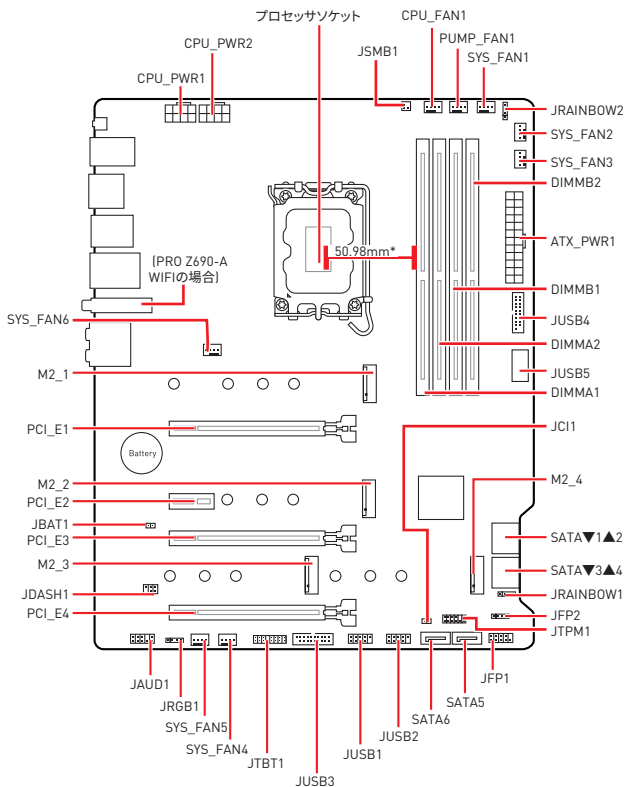 プロセッサソケット
CPU_FAN1
PUMP_FAN1
SYS_FAN1
CPU_PWR2
JSMB1
CPU_PWR1
JRAINBOW2
SYS_FAN2
SYS_FAN3
DIMMB2
ATX_PWR1
50.98mm*
(PRO Z690-A
WIFIの場合)
DIMMB1
SYS_FAN6
JUSB4
DIMMA2
M2_1
JUSB5
DIMMA1
PCI_E1
JCI1
Battery
M2_2
M2_4
PCI_E2
JBAT1
PCI_E3
SATA▼1▲2
M2_3
SATA▼3▲4
JDASH1
JRAINBOW1
PCI_E4
JFP2
JTPM1
JAUD1
JRGB1
SYS_FAN5
SYS_FAN4
JTBT1
JUSB3
JUSB1
JUSB2
SATA6
SATA5
JFP1